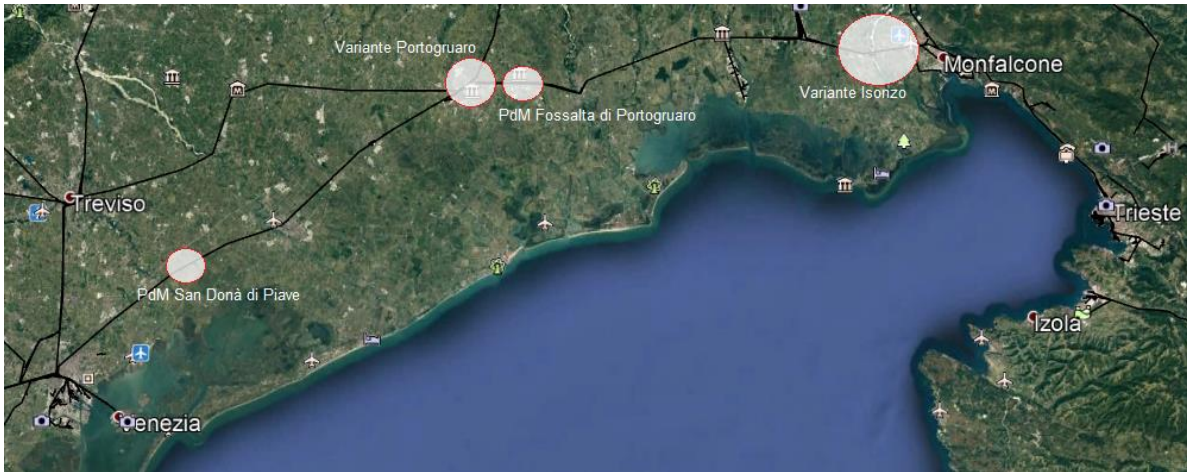 Variante Portogruaro
Monfalcone
Variante Isonzo
PdM Fossalta di Portogruaro
Treviso
Trieste
PdM San Donà di Piave
Izola
Venezia